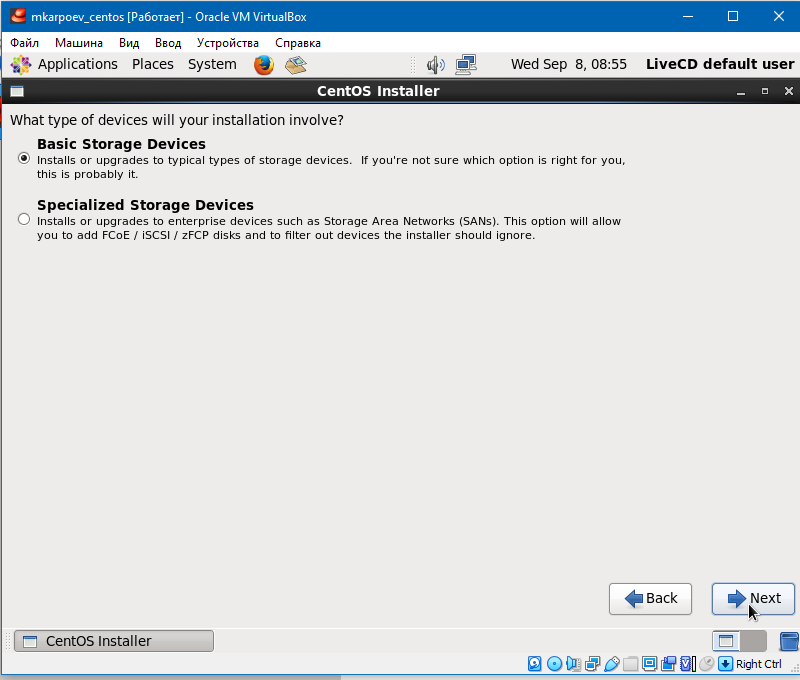 mkarpoev_centos [Работает] - Oracle VM VirtualBox
Файл Машина Вид Ввод Устройства Справка
Applications Places System Wed Sep 8, 08:55 LiveCD default user
CentOS Installer
What type of devices will your installation involve?
Basic Storage Devices
Installs or upgrades to typical types of storage devices. If you're not sure which option is right for you,
this is probably it.
Specialized Storage Devices
Installs or upgrades to enterprise devices such as Storage Area Networks (SANs). This option will allow
you to add FCoE / iSCSI / zFCP disks and to filter out devices the installer should ignore.
Back Next
CentOS Installer
Right Ctrl